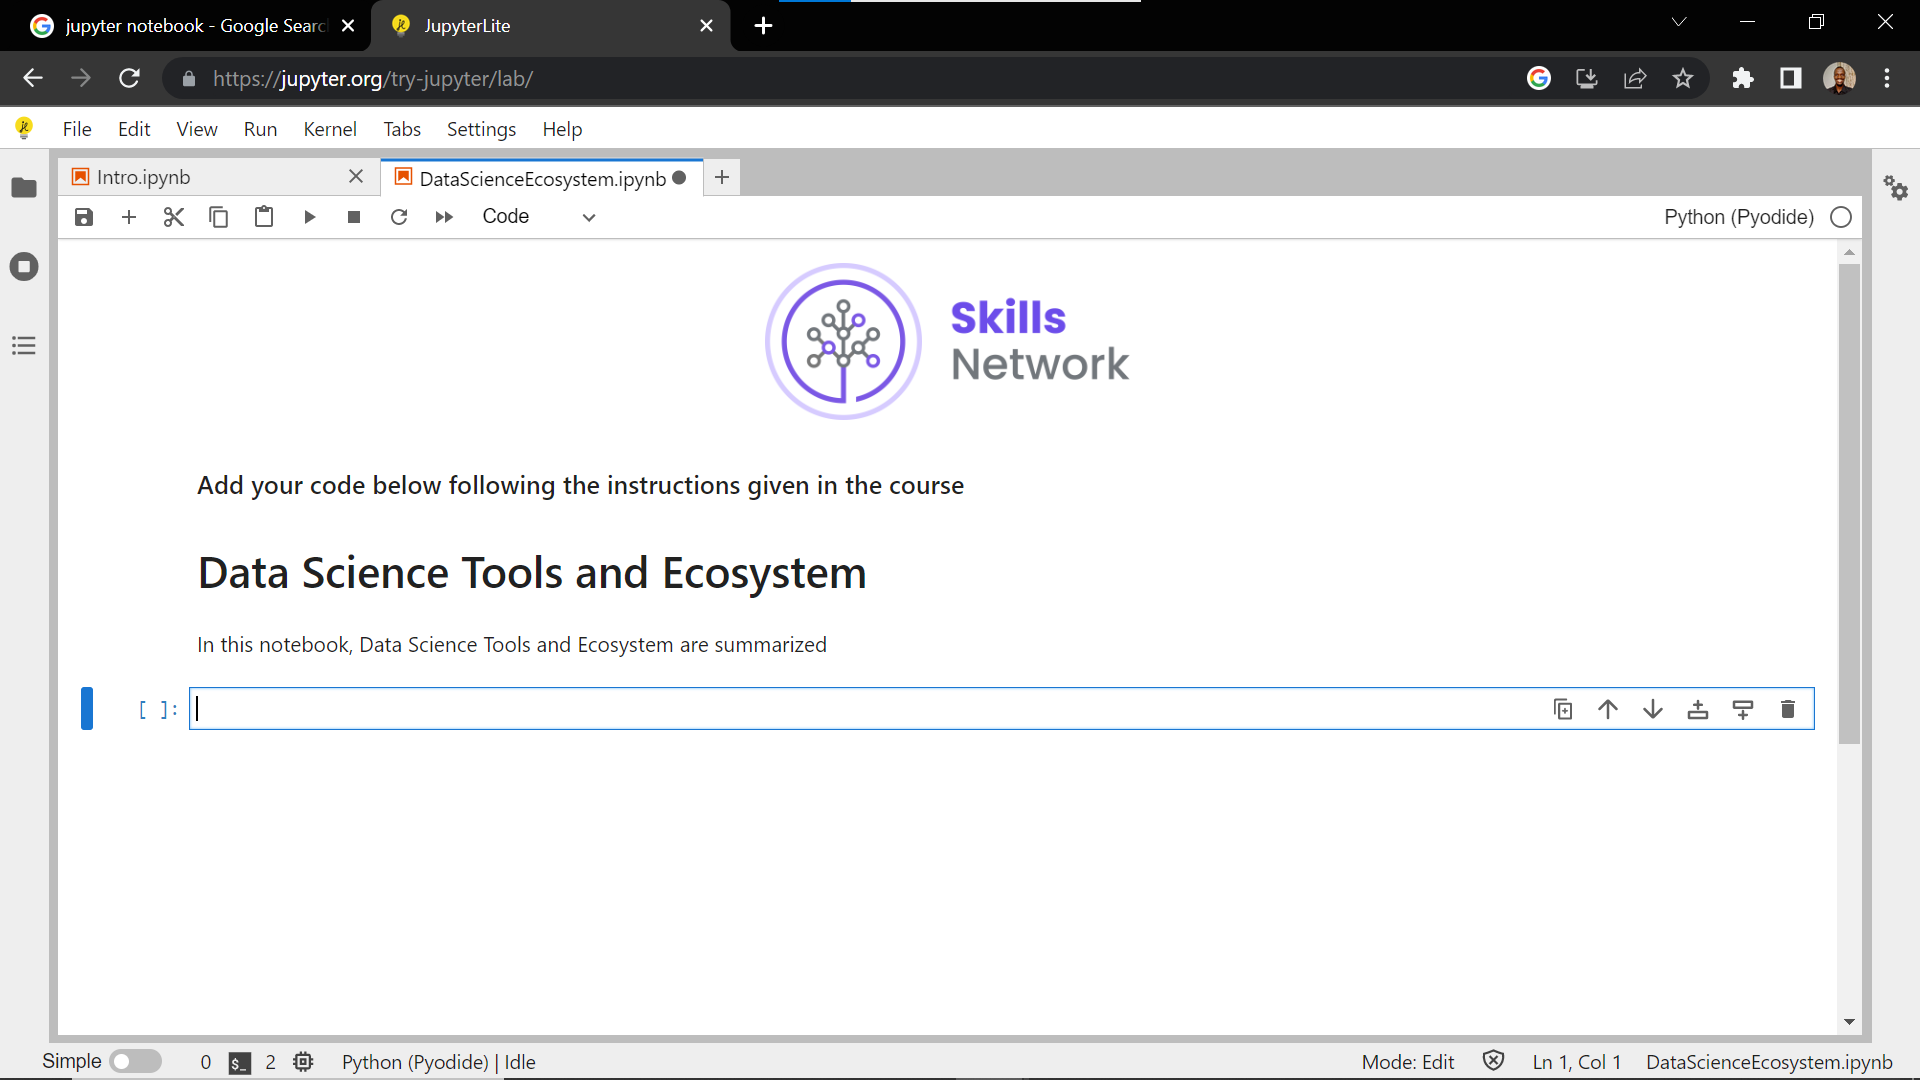 jupyter notebook - Google Searc
JupyterLite
https://jupyter.org/try-jupyter/lab/
File Edit View Run Kernel Tabs Settings Help
Intro.ipynb
DataScienceEcosystem.ipynb
Code
Python (Pyodide)
Skills
Network
Add your code below following the instructions given in the course
Data Science Tools and Ecosystem
In this notebook, Data Science Tools and Ecosystem are summarized
[ ]:
Simple 0 $_ 2 Python (Pyodide) | Idle Mode: Edit Ln 1, Col 1 DataScienceEcosystem.ipynb